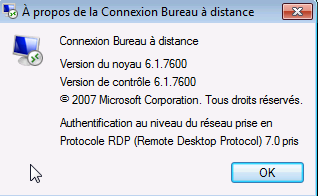 À propos de la Connexion Bureau à distance
Connexion Bureau à distance
Version du noyau 6.1.7600
Version de contrôle 6.1.7600
© 2007 Microsoft Corporation. Tous droits réservés.
Authentification au niveau du réseau prise en
Protocole RDP (Remote Desktop Protocol) 7.0 pris
OK